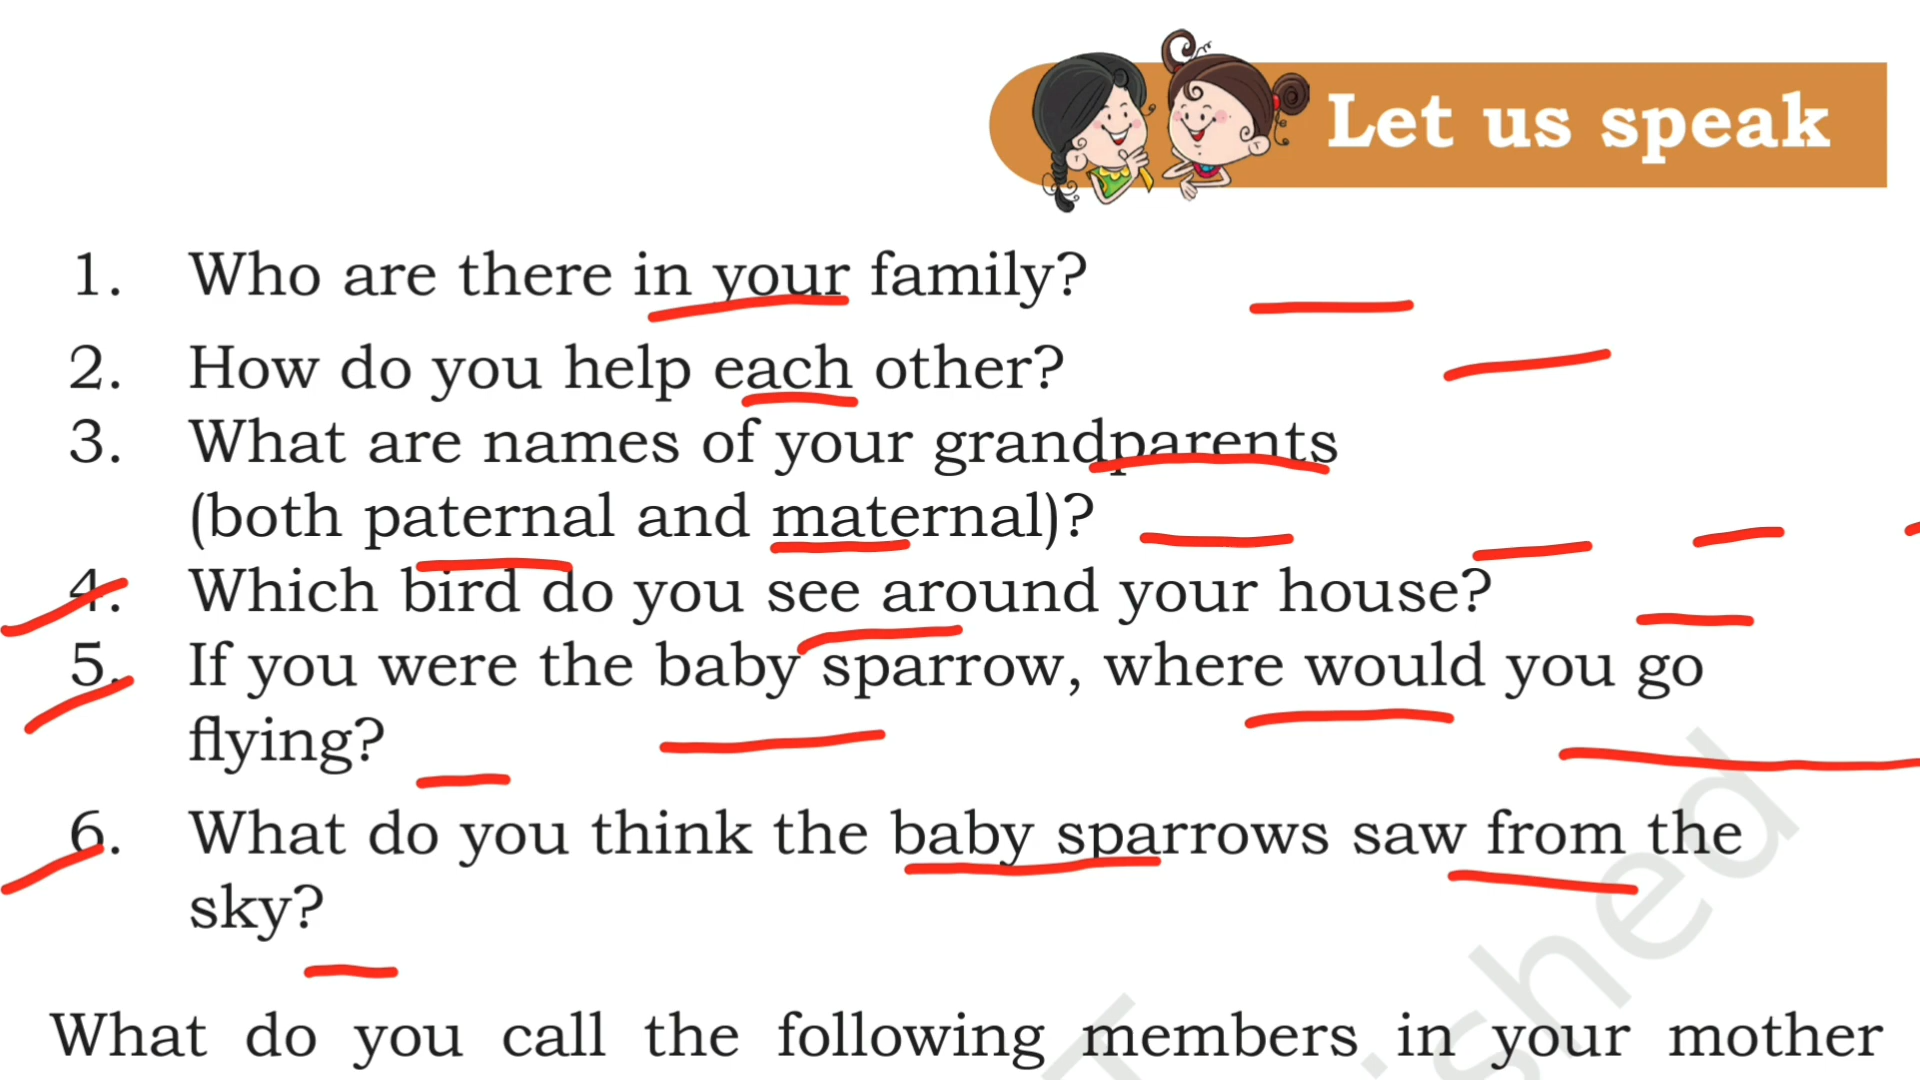 Let us speak
1. Who are there in your family?
2. How do you help each other?
3. What are names of your grandparents
(both paternal and maternal)?
4. Which bird do you see around your house?
5. If you were the baby sparrow, where would you go
flying?
6. What do you think the baby sparrows saw from the
sky?
What do you call the following members in your mother